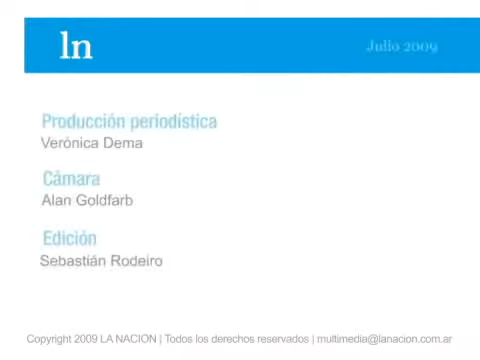 ln
Julio 2009
Producción periodística
Verónica Dema
Cámara
Alan Goldfarb
Edición
Sebastián Rodeiro
Copyright 2009 LA NACION | Todos los derechos reservados | multimedia@lanacion.com.ar